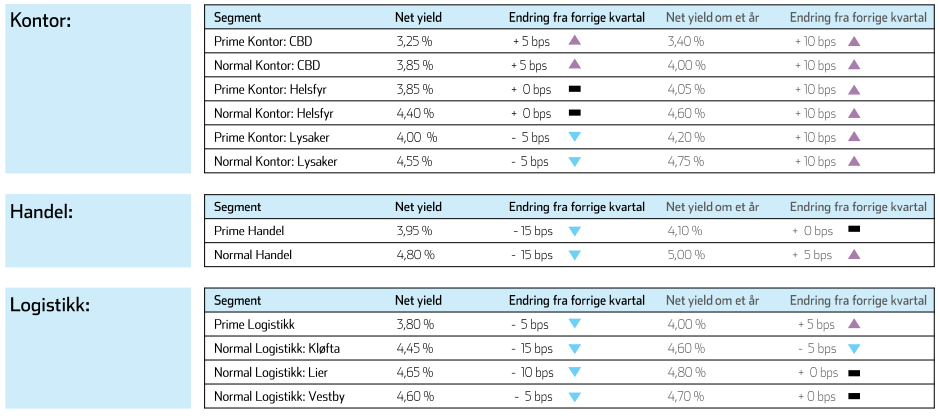 Kontor:
Segment Net yield Endring fra forrige kvartal Net yield om et år Endring fra forrige kvartal
Prime Kontor: CBD 3,25 % + 5 bps 3,40 % + 10 bps
Normal Kontor: CBD 3,85 % + 5 bps 4,00 % + 10 bps
Prime Kontor: Helsfyr 3,85 % + 0 bps 4,05 % + 10 bps
Normal Kontor: Helsfyr 4,40 % + 0 bps 4,60 % + 10 bps
Prime Kontor: Lysaker 4,00 % - 5 bps 4,20 % + 10 bps
Normal Kontor: Lysaker 4,55 % - 5 bps 4,75 % + 10 bps
Handel:
Segment Net yield Endring fra forrige kvartal Net yield om et år Endring fra forrige kvartal
Prime Handel 3,95 % - 15 bps 4,10 % + 0 bps
Normal Handel 4,80 % - 15 bps 5,00 % + 5 bps
Logistikk:
Segment Net yield Endring fra forrige kvartal Net yield om et år Endring fra forrige kvartal
Prime Logistikk 3,80 % - 5 bps 4,00 % + 5 bps
Normal Logistikk: Kløfta 4,45 % - 15 bps 4,60 % - 5 bps
Normal Logistikk: Lier 4,65 % - 10 bps 4,80 % + 0 bps
Normal Logistikk: Vestby 4,60 % - 5 bps 4,70 % + 0 bps